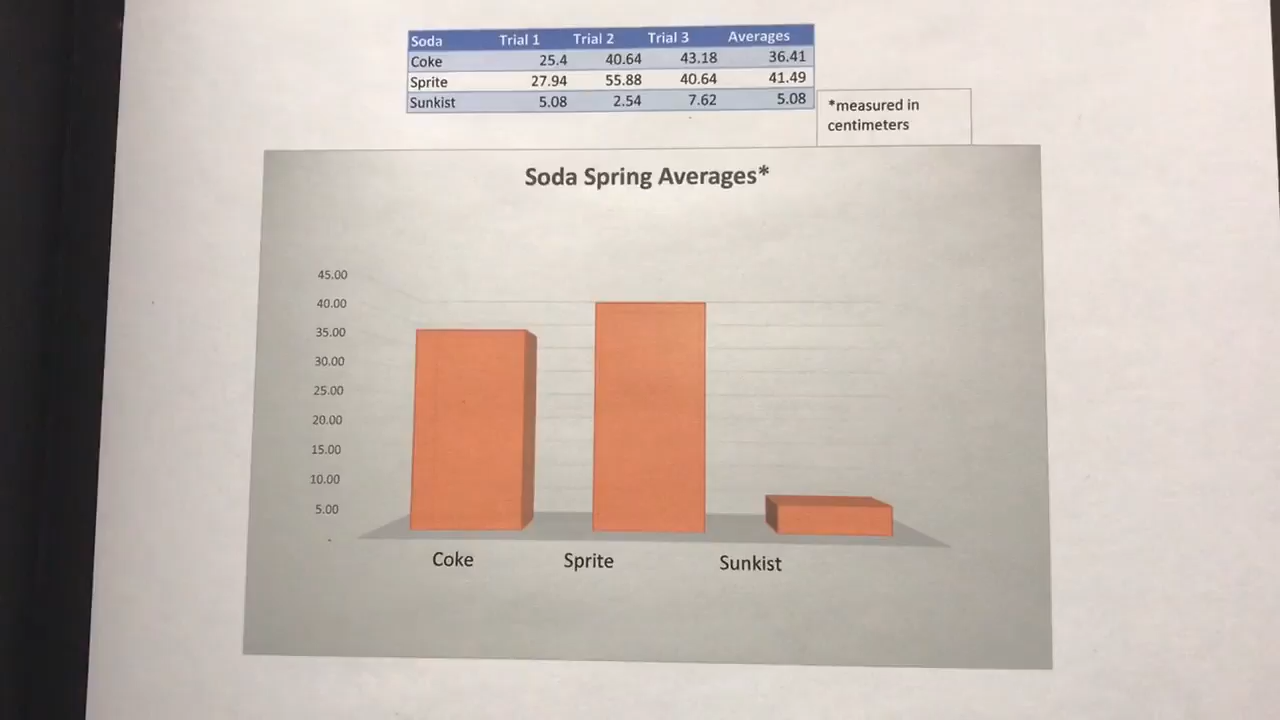 Soda Trial 1 Trial 2 Trial 3 Averages
Coke 25.4 40.64 43.18 36.41
Sprite 27.94 55.88 40.64 41.49
Sunkist 5.08 2.54 7.62 5.08
*measured in
centimeters
Soda Spring Averages*
45.00
40.00
35.00
30.00
25.00
20.00
15.00
10.00
5.00
-
Coke Sprite Sunkist